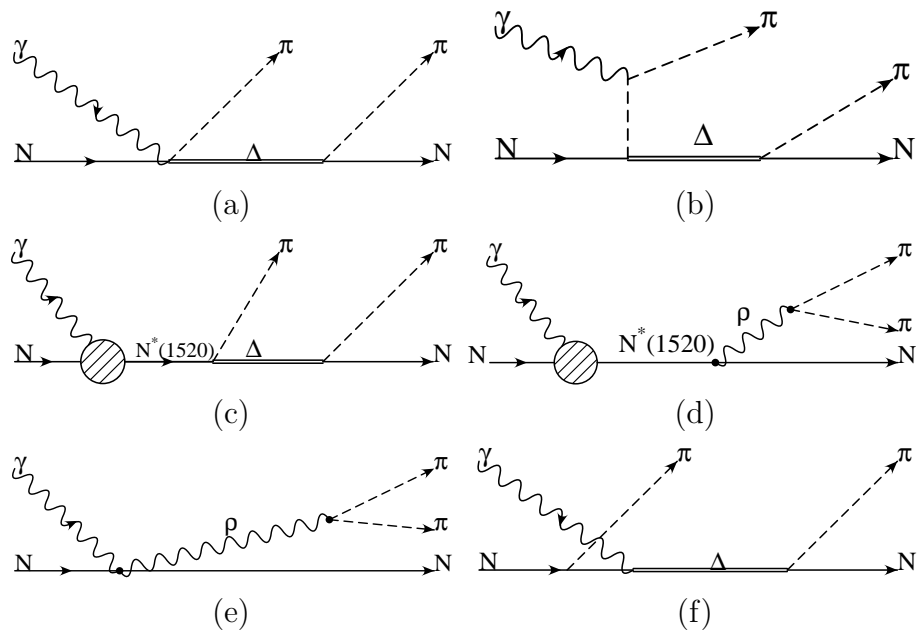 γ π π
N Δ N
(a)
γ π
π
N Δ N
(b)
γ π π
N*(1520) Δ
N N
(c)
γ π
ρ
π
N N*(1520) N
(d)
γ π
ρ π
N N
(e)
γ π π
N Δ N
(f)